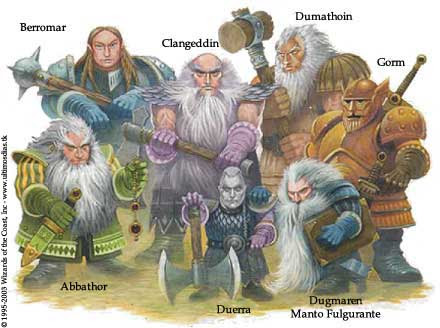 Dumathoin
Berromar
Clangeddin
Gorm
Abbathor
Duerra
Dugmaren
Manto Fulgurante
© 1995-2003 Wizards of the Coast, Inc - www.ultimosdias.tk